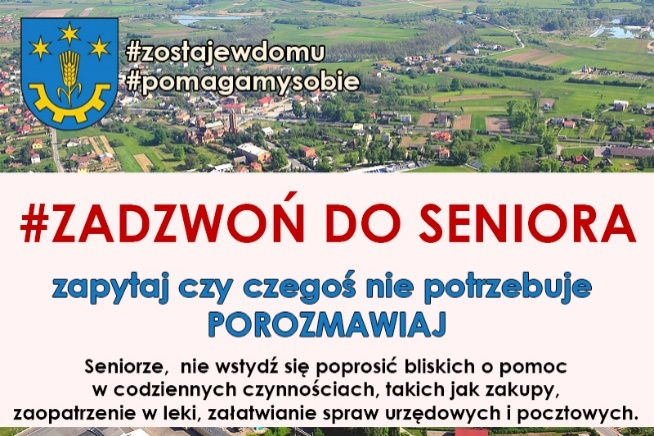 #zostajewdomu
#pomagamysobie
#ZADZWOŃ DO SENIORA
zapytaj czy czegoś nie potrzebuje
POROZMAWIAJ
Seniorze, nie wstydź się poprosić bliskich o pomoc
w codziennych czynnościach, takich jak zakupy,
zaopatrzenie w leki, załatwianie spraw urzędowych i pocztowych.